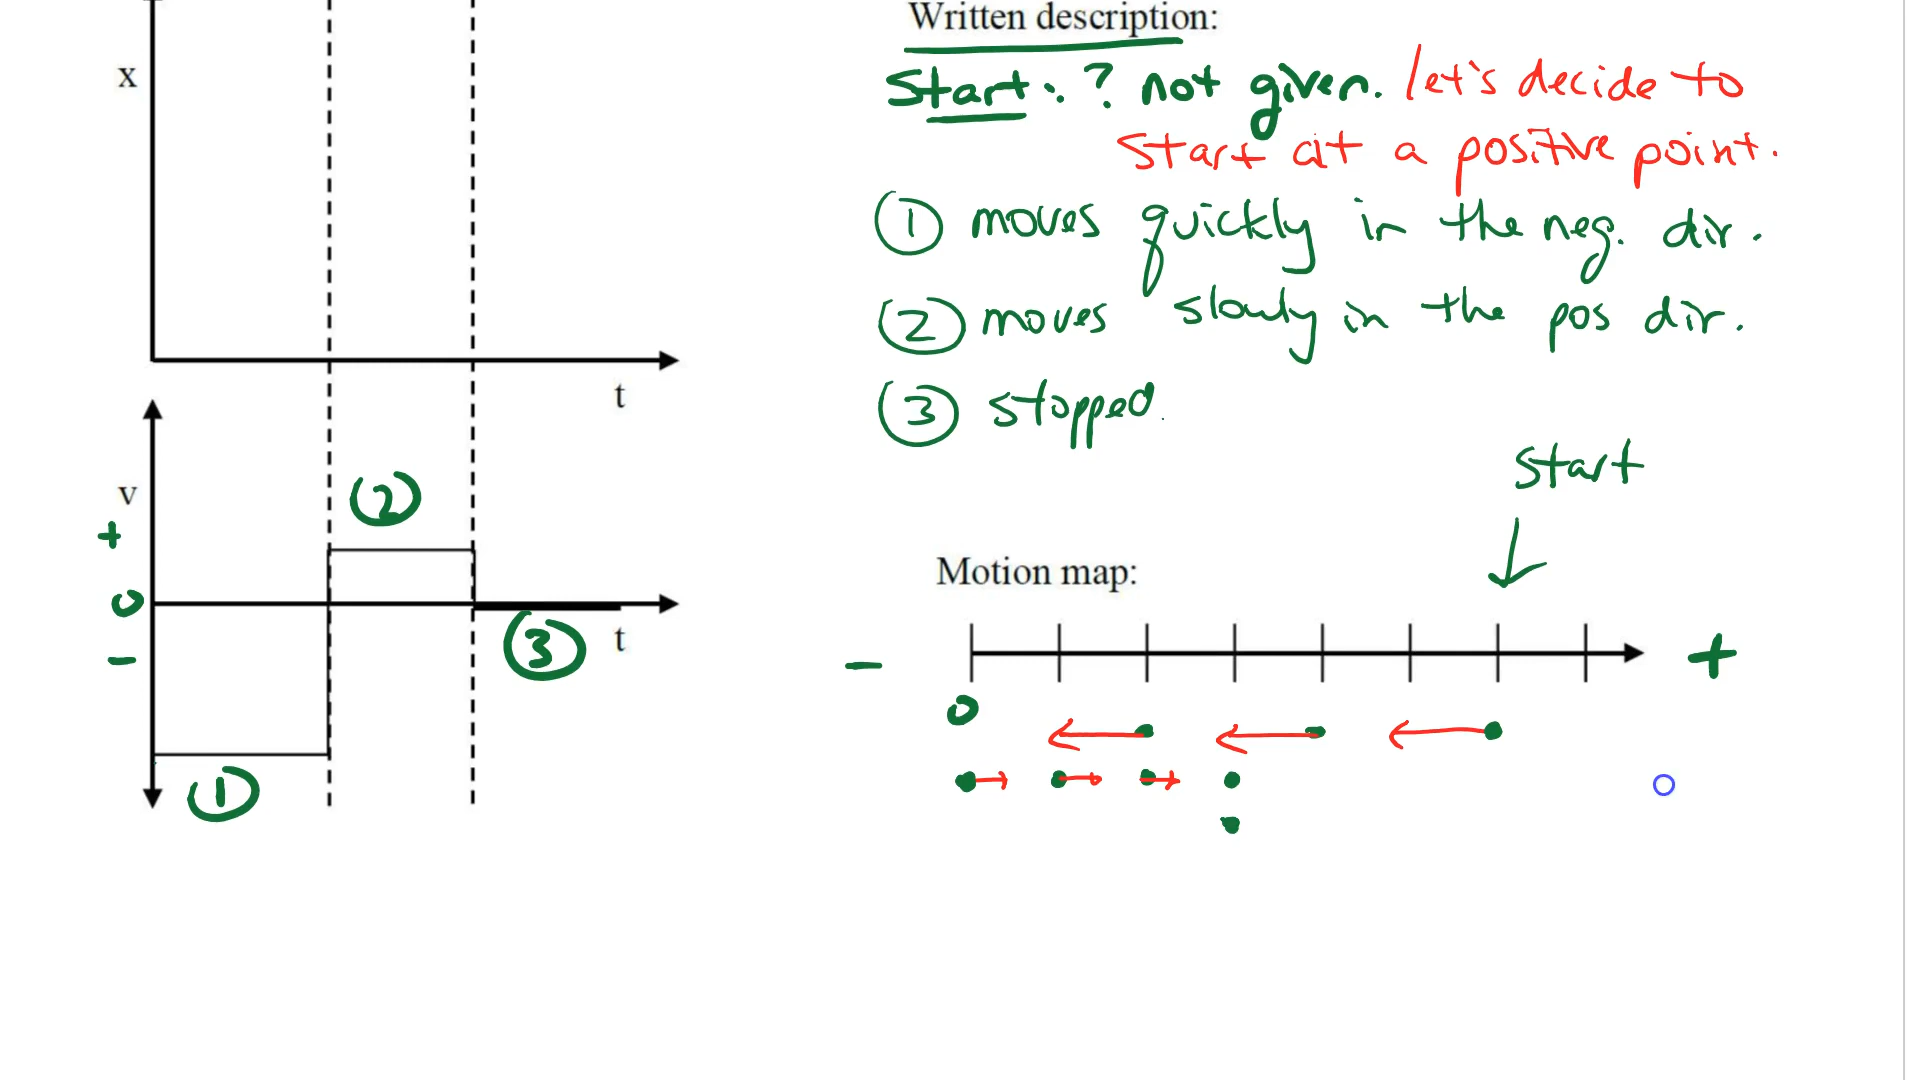 x
t
v
+
0
-
t
(1)
(2)
(3)
Written description:
Start: ? not given. let's decide to
start at a positive point.
(1) moves quickly in the neg. dir.
(2) moves slowly in the pos dir.
(3) stopped.
start
Motion map:
- +
0